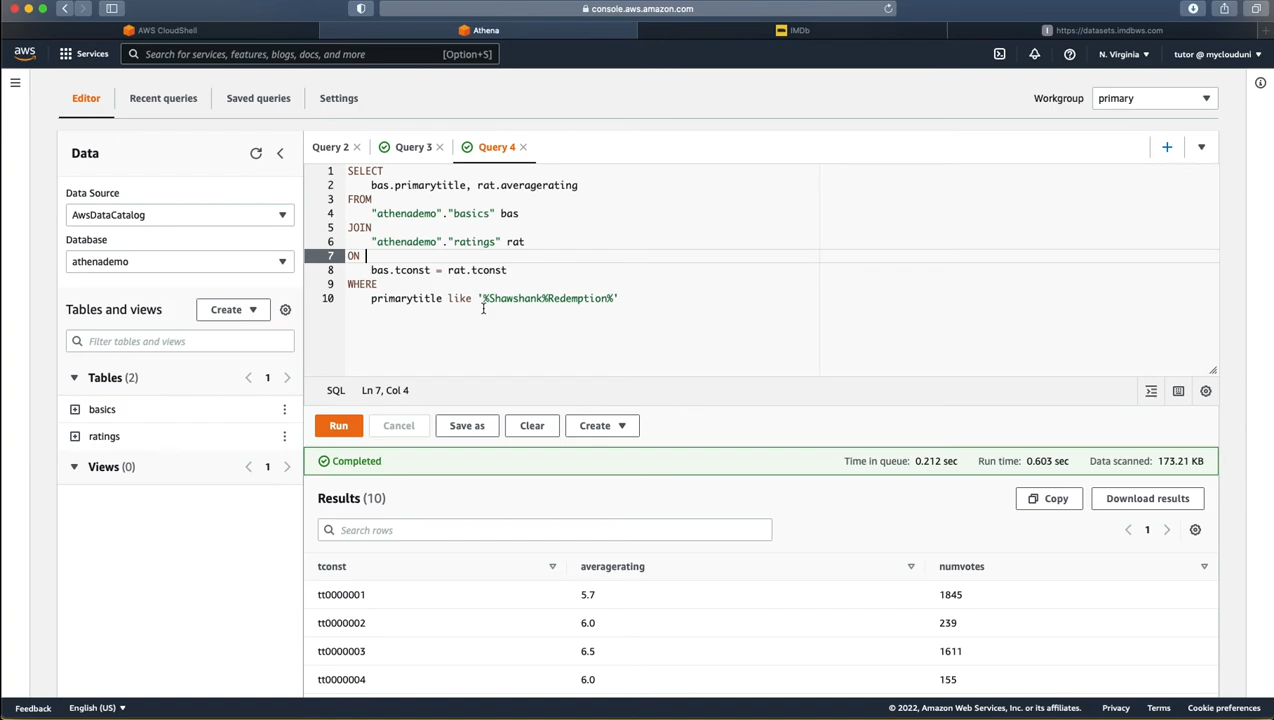 console.aws.amazon.com
AWS CloudShell
Athena
IMDb
https://datasets.imdbws.com
aws
Services
Search for services, features, blogs, docs, and more
[Option+S]
N. Virginia
tutor @ myclouduni
Editor
Recent queries
Saved queries
Settings
Workgroup
primary
Data
Data Source
AwsDataCatalog
Database
athenademo
Tables and views
Create
Filter tables and views
Tables (2)
1
basics
ratings
Views (0)
1
Query 2
Query 3
Query 4
1 SELECT
2 bas.primarytitle, rat.averagerating
3 FROM
4 "athenademo"."basics" bas
5 JOIN
6 "athenademo"."ratings" rat
7 ON
8 bas.tconst = rat.tconst
9 WHERE
10 primarytitle like '%Shawshank%Redemption%'
SQL
Ln 7, Col 4
Run
Cancel
Save as
Clear
Create
Completed
Time in queue: 0.212 sec
Run time: 0.603 sec
Data scanned: 173.21 KB
Results (10)
Copy
Download results
Search rows
1
tconst averagerating numvotes
tt0000001 5.7 1845
tt0000002 6.0 239
tt0000003 6.5 1611
tt0000004 6.0 155
Feedback
English (US)
© 2022, Amazon Web Services, Inc. or its affiliates.
Privacy
Terms
Cookie preferences